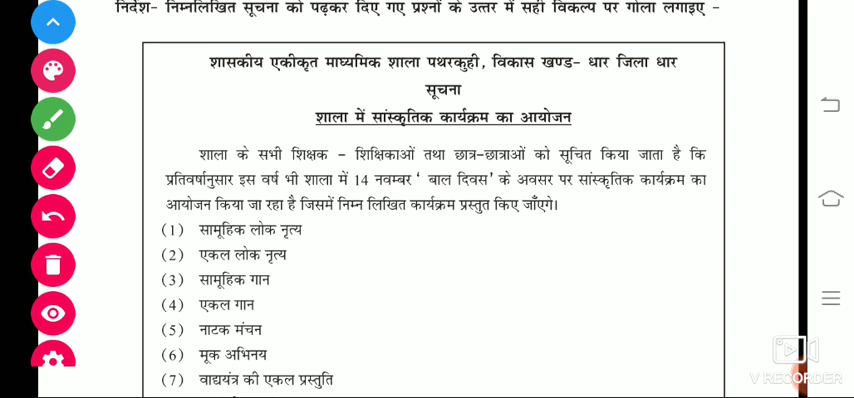 निर्देश- निम्नलिखित सूचना को पढ़कर दिए गए प्रश्नों के उत्तर में सही विकल्प पर गोला लगाइए -
शासकीय एकीकृत माध्यमिक शाला पथरकुही, विकास खण्ड- धार जिला धार
सूचना
शाला में सांस्कृतिक कार्यक्रम का आयोजन
शाला के सभी शिक्षक - शिक्षिकाओं तथा छात्र-छात्राओं को सूचित किया जाता है कि
प्रतिवर्षानुसार इस वर्ष भी शाला में 14 नवम्बर ' बाल दिवस' के अवसर पर सांस्कृतिक कार्यक्रम का
आयोजन किया जा रहा है जिसमें निम्न लिखित कार्यक्रम प्रस्तुत किए जाएँगे।
(1) सामूहिक लोक नृत्य
(2) एकल लोक नृत्य
(3) सामूहिक गान
(4) एकल गान
(5) नाटक मंचन
(6) मूक अभिनय
(7) वाद्ययंत्र की एकल प्रस्तुति
V RECORDER